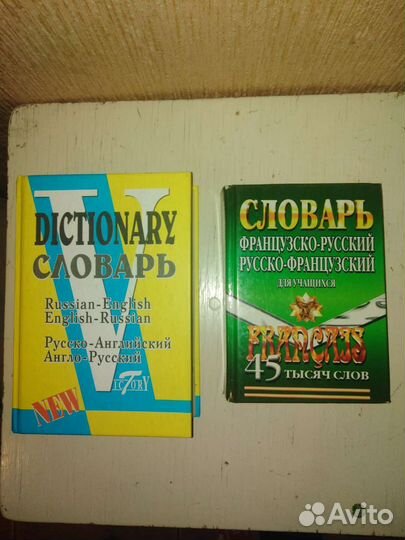 DICTIONARY
СЛОВАРЬ
Russian-English
English-Russian
Русско-Английский
Англо-Русский
VICTORY
NEW
СЛОВАРЬ
ФРАНЦУЗСКО-РУССКИЙ
РУССКО-ФРАНЦУЗСКИЙ
ДЛЯ УЧАЩИХСЯ
FRANÇAIS
45 ТЫСЯЧ СЛОВ
Avito